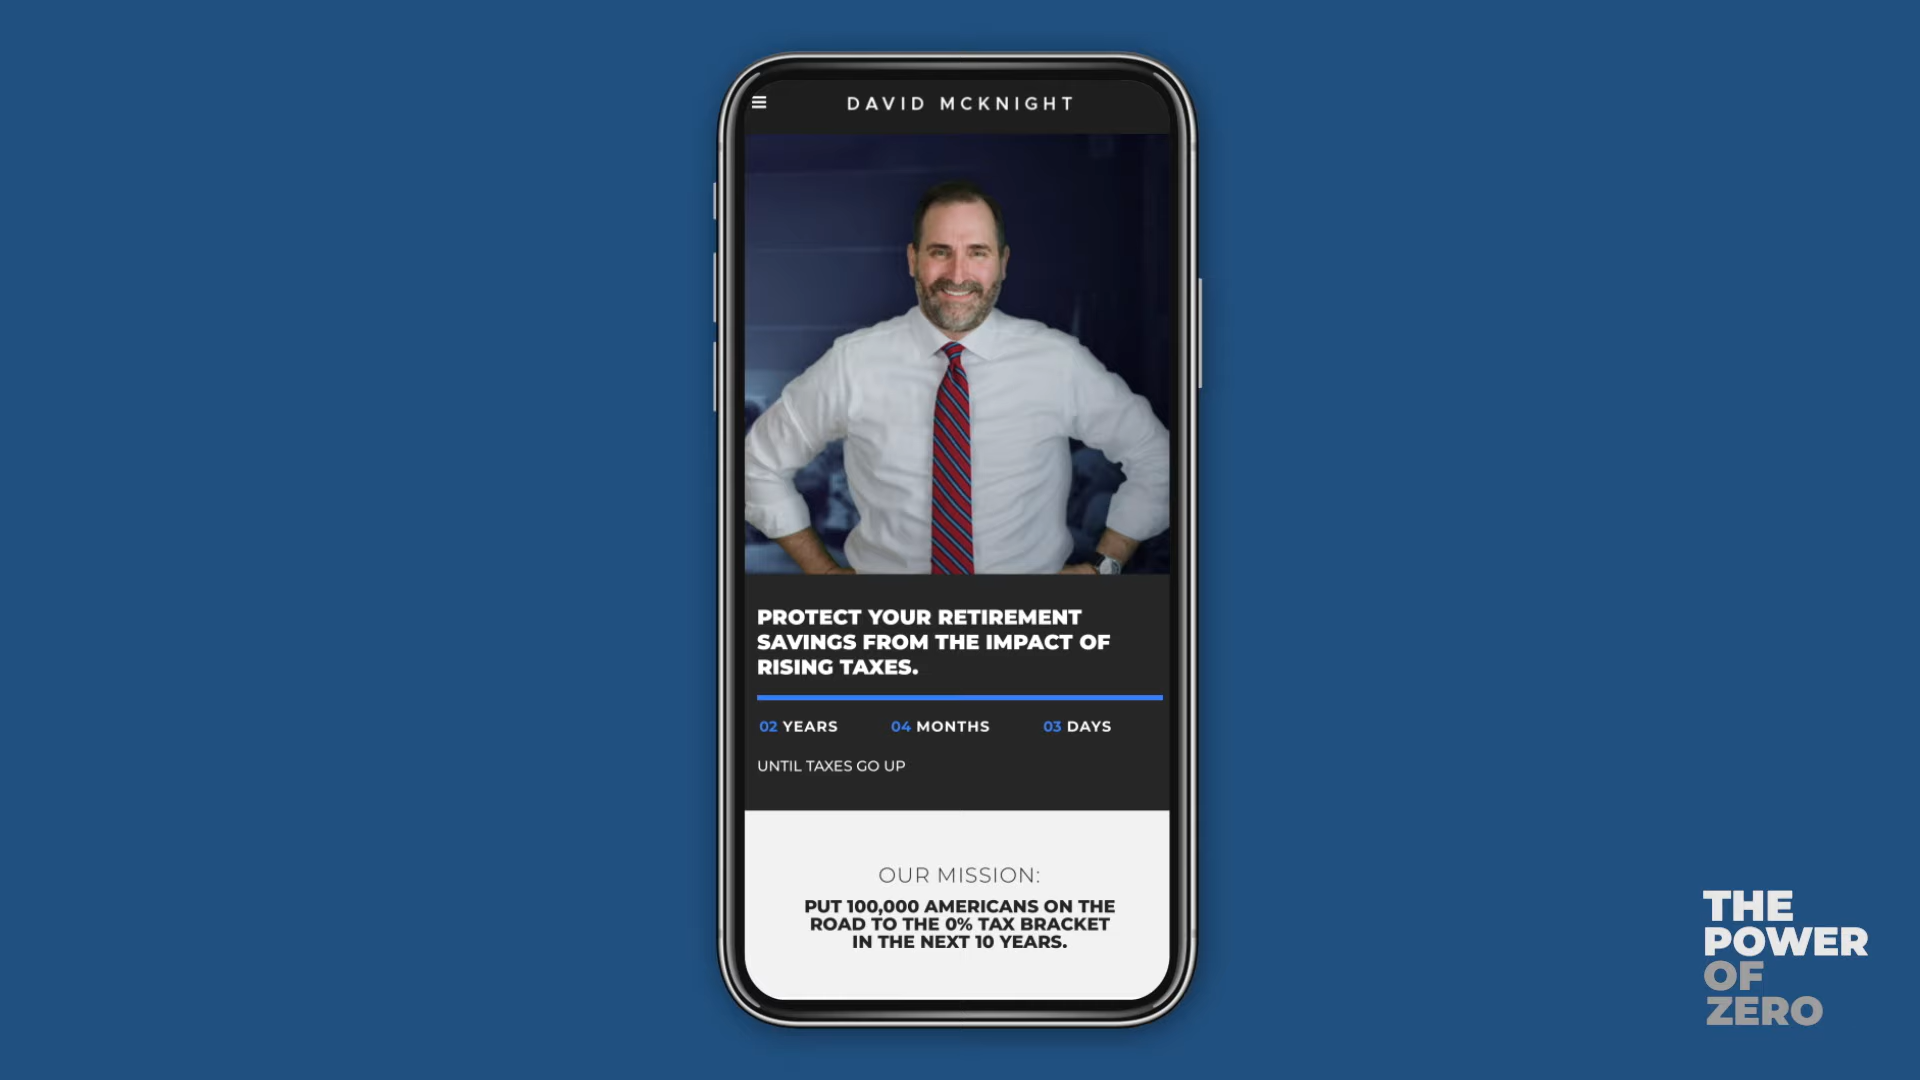 DAVID MCKNIGHT
PROTECT YOUR RETIREMENT
SAVINGS FROM THE IMPACT OF
RISING TAXES.
02 YEARS 04 MONTHS 03 DAYS
UNTIL TAXES GO UP
OUR MISSION:
PUT 100,000 AMERICANS ON THE
ROAD TO THE 0% TAX BRACKET
IN THE NEXT 10 YEARS.
THE
POWER
OF
ZERO